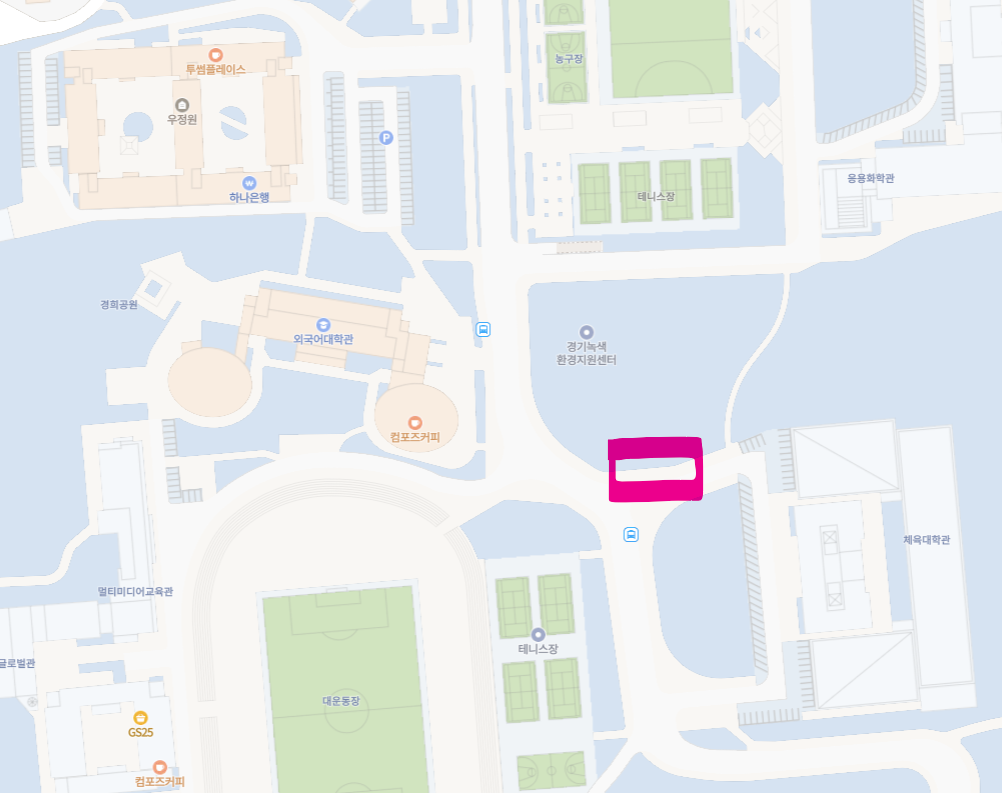 농구장
투썸플레이스
우정원
P
하나은행
테니스장
응용화학관
경희공원
외국어대학관
경기녹색
환경지원센터
컴포즈커피
체육대학관
멀티미디어교육관
테니스장
글로벌관
대운동장
GS25
컴포즈커피